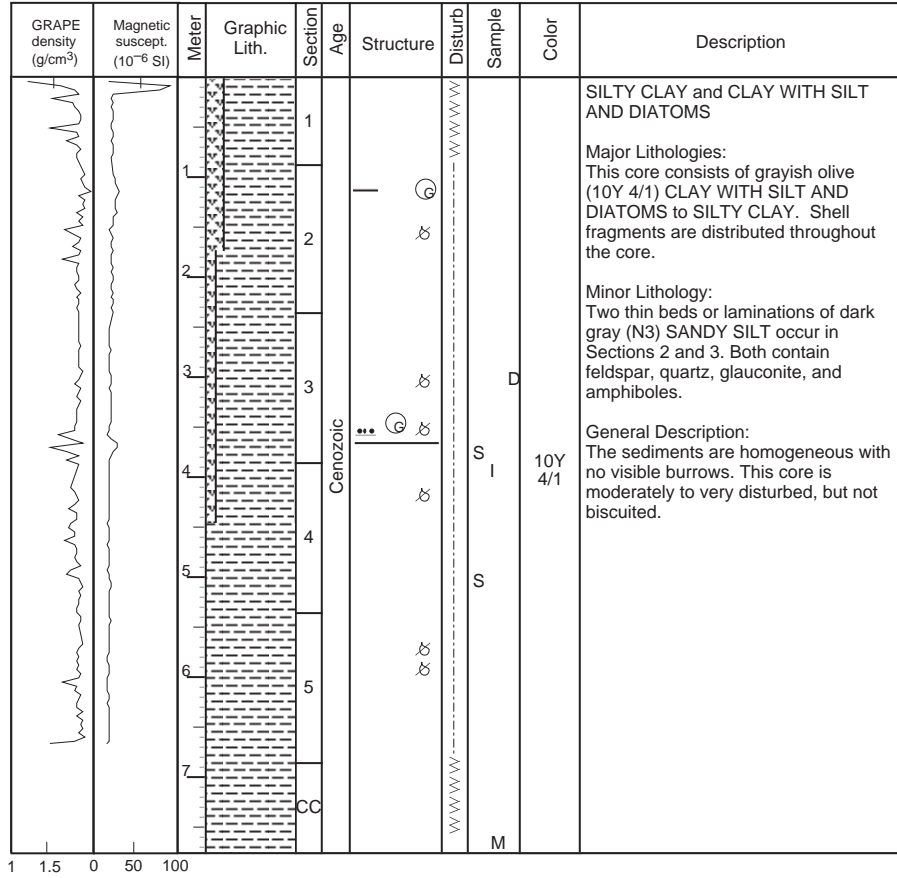 GRAPE
density
(g/cm3)
Magnetic
suscept.
(10–6 SI)
Meter
Graphic
Lith.
Section
Age
Structure
Disturb
Sample
Color
Description
1
2
3
4
5
6
7
1
2
3
4
5
CC
Cenozoic
G
G
D
S
I
S
M
10Y
4/1
SILTY CLAY and CLAY WITH SILT
AND DIATOMS
Major Lithologies:
This core consists of grayish olive
(10Y 4/1) CLAY WITH SILT AND
DIATOMS to SILTY CLAY. Shell
fragments are distributed throughout
the core.
Minor Lithology:
Two thin beds or laminations of dark
gray (N3) SANDY SILT occur in
Sections 2 and 3. Both contain
feldspar, quartz, glauconite, and
amphiboles.
General Description:
The sediments are homogeneous with
no visible burrows. This core is
moderately to very disturbed, but not
biscuited.
1 1.5 0 50 100